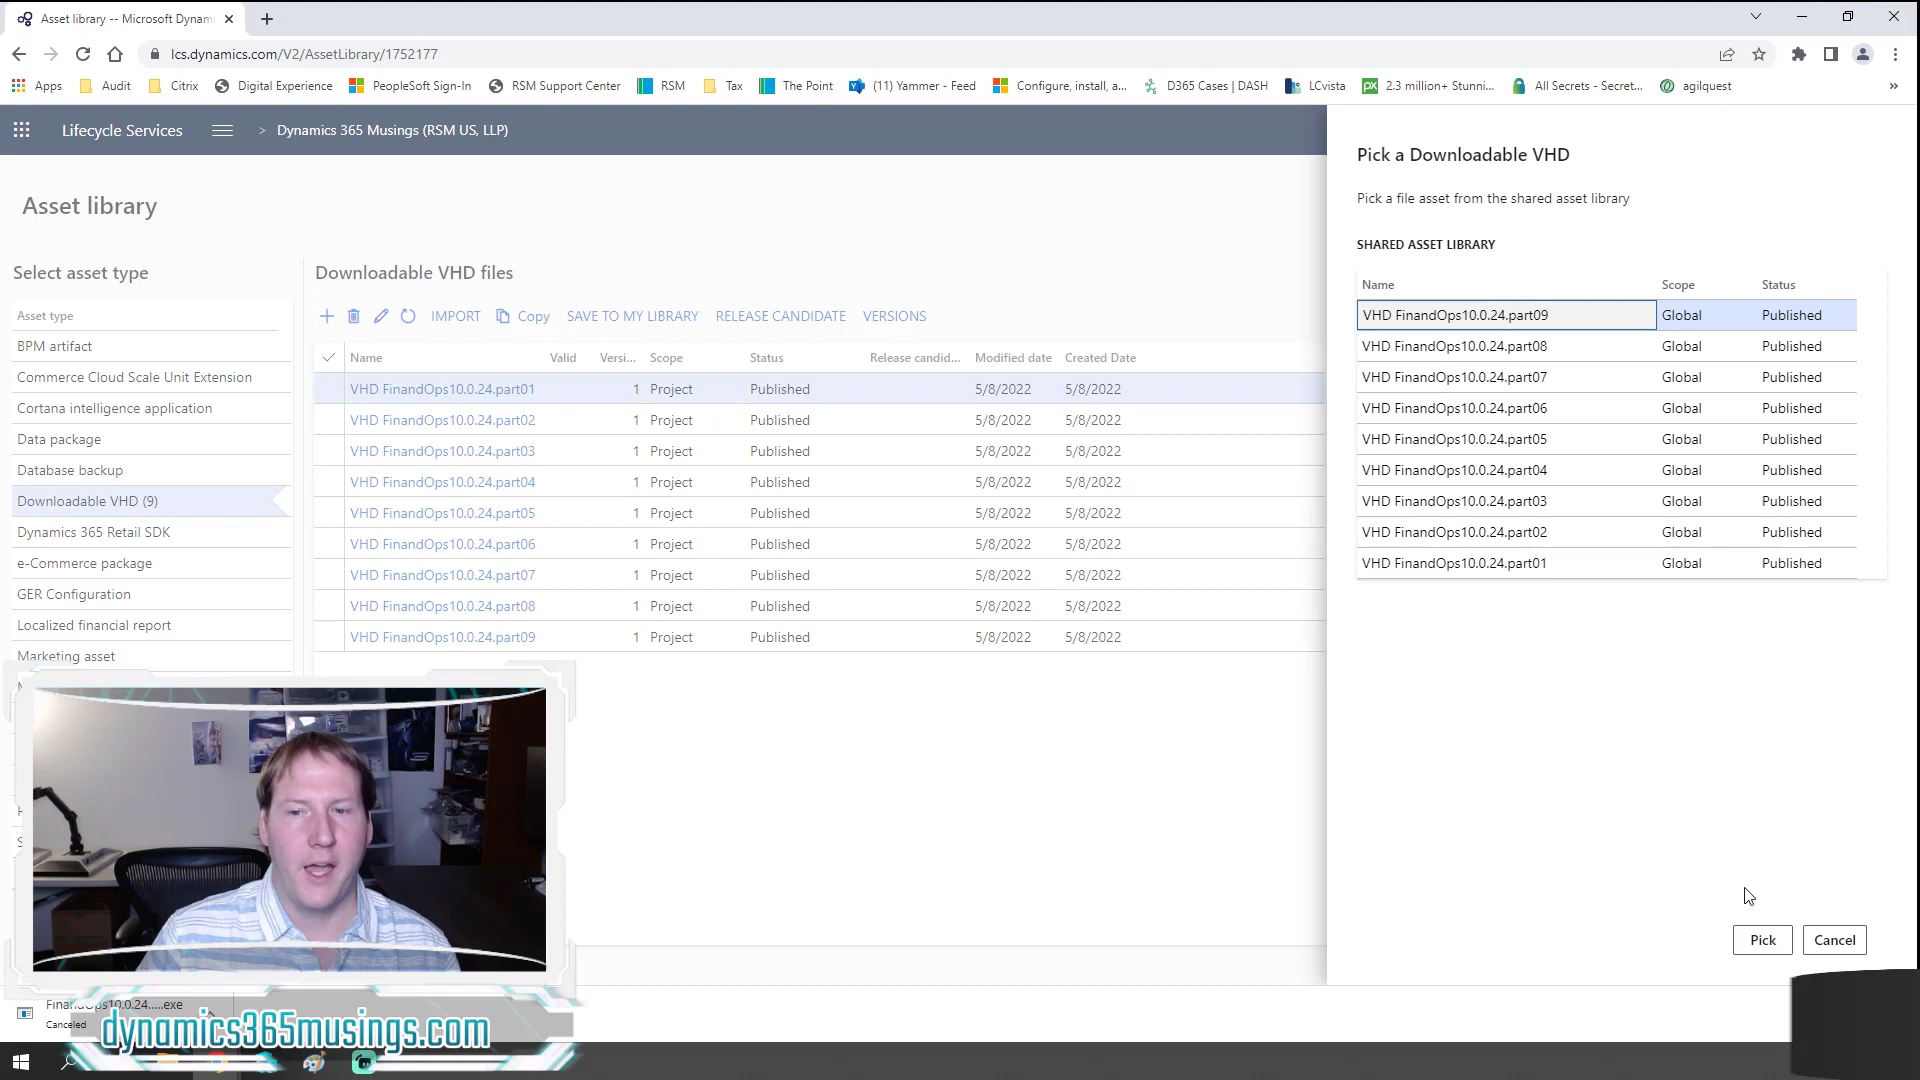 Asset library -- Microsoft Dynam
lcs.dynamics.com/V2/AssetLibrary/1752177
Apps Audit Citrix Digital Experience PeopleSoft Sign-In RSM Support Center RSM Tax The Point (11) Yammer - Feed Configure, install, a... D365 Cases | DASH LCvista 2.3 million+ Stunni... All Secrets - Secret... agilquest
Lifecycle Services > Dynamics 365 Musings (RSM US, LLP)
Asset library
Select asset type
Asset type
BPM artifact
Commerce Cloud Scale Unit Extension
Cortana intelligence application
Data package
Database backup
Downloadable VHD (9)
Dynamics 365 Retail SDK
e-Commerce package
GER Configuration
Localized financial report
Marketing asset
Downloadable VHD files
IMPORT Copy SAVE TO MY LIBRARY RELEASE CANDIDATE VERSIONS
Name Valid Versi... Scope Status Release candid... Modified date Created Date
VHD FinandOps10.0.24.part01 1 Project Published 5/8/2022 5/8/2022
VHD FinandOps10.0.24.part02 1 Project Published 5/8/2022 5/8/2022
VHD FinandOps10.0.24.part03 1 Project Published 5/8/2022 5/8/2022
VHD FinandOps10.0.24.part04 1 Project Published 5/8/2022 5/8/2022
VHD FinandOps10.0.24.part05 1 Project Published 5/8/2022 5/8/2022
VHD FinandOps10.0.24.part06 1 Project Published 5/8/2022 5/8/2022
VHD FinandOps10.0.24.part07 1 Project Published 5/8/2022 5/8/2022
VHD FinandOps10.0.24.part08 1 Project Published 5/8/2022 5/8/2022
VHD FinandOps10.0.24.part09 1 Project Published 5/8/2022 5/8/2022
Pick a Downloadable VHD
Pick a file asset from the shared asset library
SHARED ASSET LIBRARY
Name Scope Status
VHD FinandOps10.0.24.part09 Global Published
VHD FinandOps10.0.24.part08 Global Published
VHD FinandOps10.0.24.part07 Global Published
VHD FinandOps10.0.24.part06 Global Published
VHD FinandOps10.0.24.part05 Global Published
VHD FinandOps10.0.24.part04 Global Published
VHD FinandOps10.0.24.part03 Global Published
VHD FinandOps10.0.24.part02 Global Published
VHD FinandOps10.0.24.part01 Global Published
Pick Cancel
FinandOps10.0.24.....exe
Canceled
dynamics365musings.com